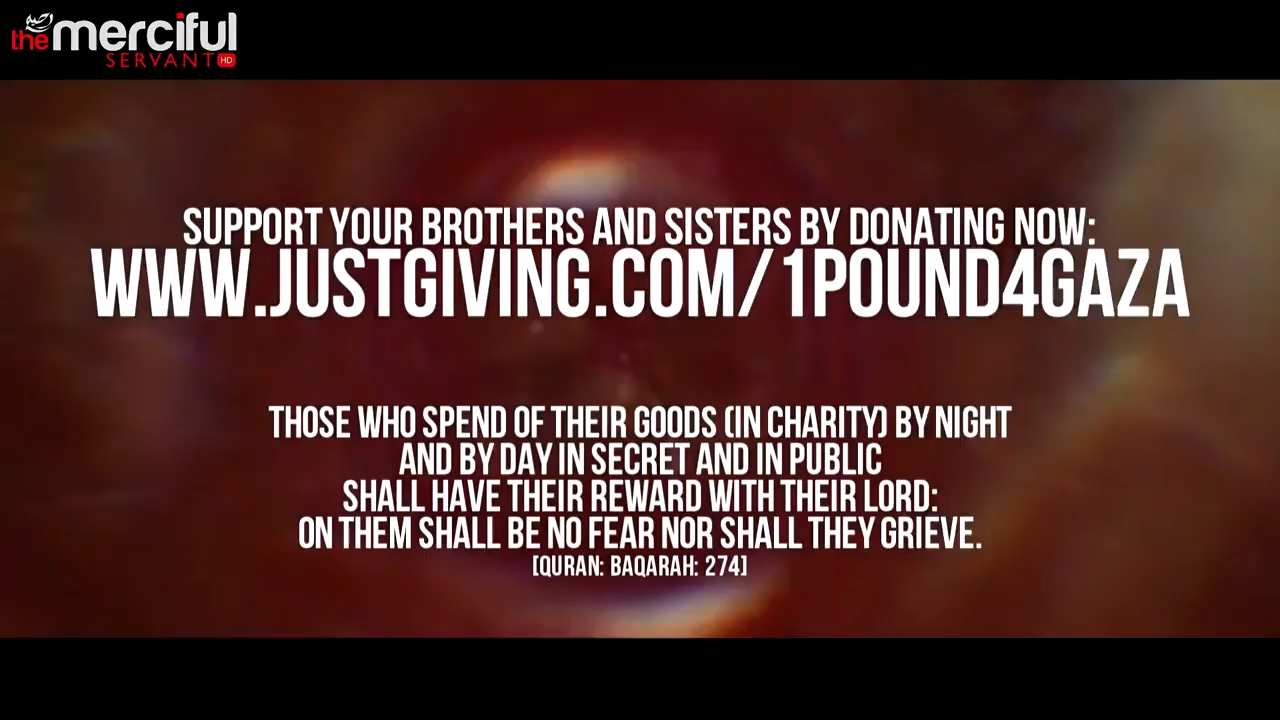 the merciful
SERVANT HD
SUPPORT YOUR BROTHERS AND SISTERS BY DONATING NOW:
WWW.JUSTGIVING.COM/1POUND4GAZA
THOSE WHO SPEND OF THEIR GOODS (IN CHARITY) BY NIGHT
AND BY DAY IN SECRET AND IN PUBLIC
SHALL HAVE THEIR REWARD WITH THEIR LORD:
ON THEM SHALL BE NO FEAR NOR SHALL THEY GRIEVE.
[QURAN: BAQARAH: 274]